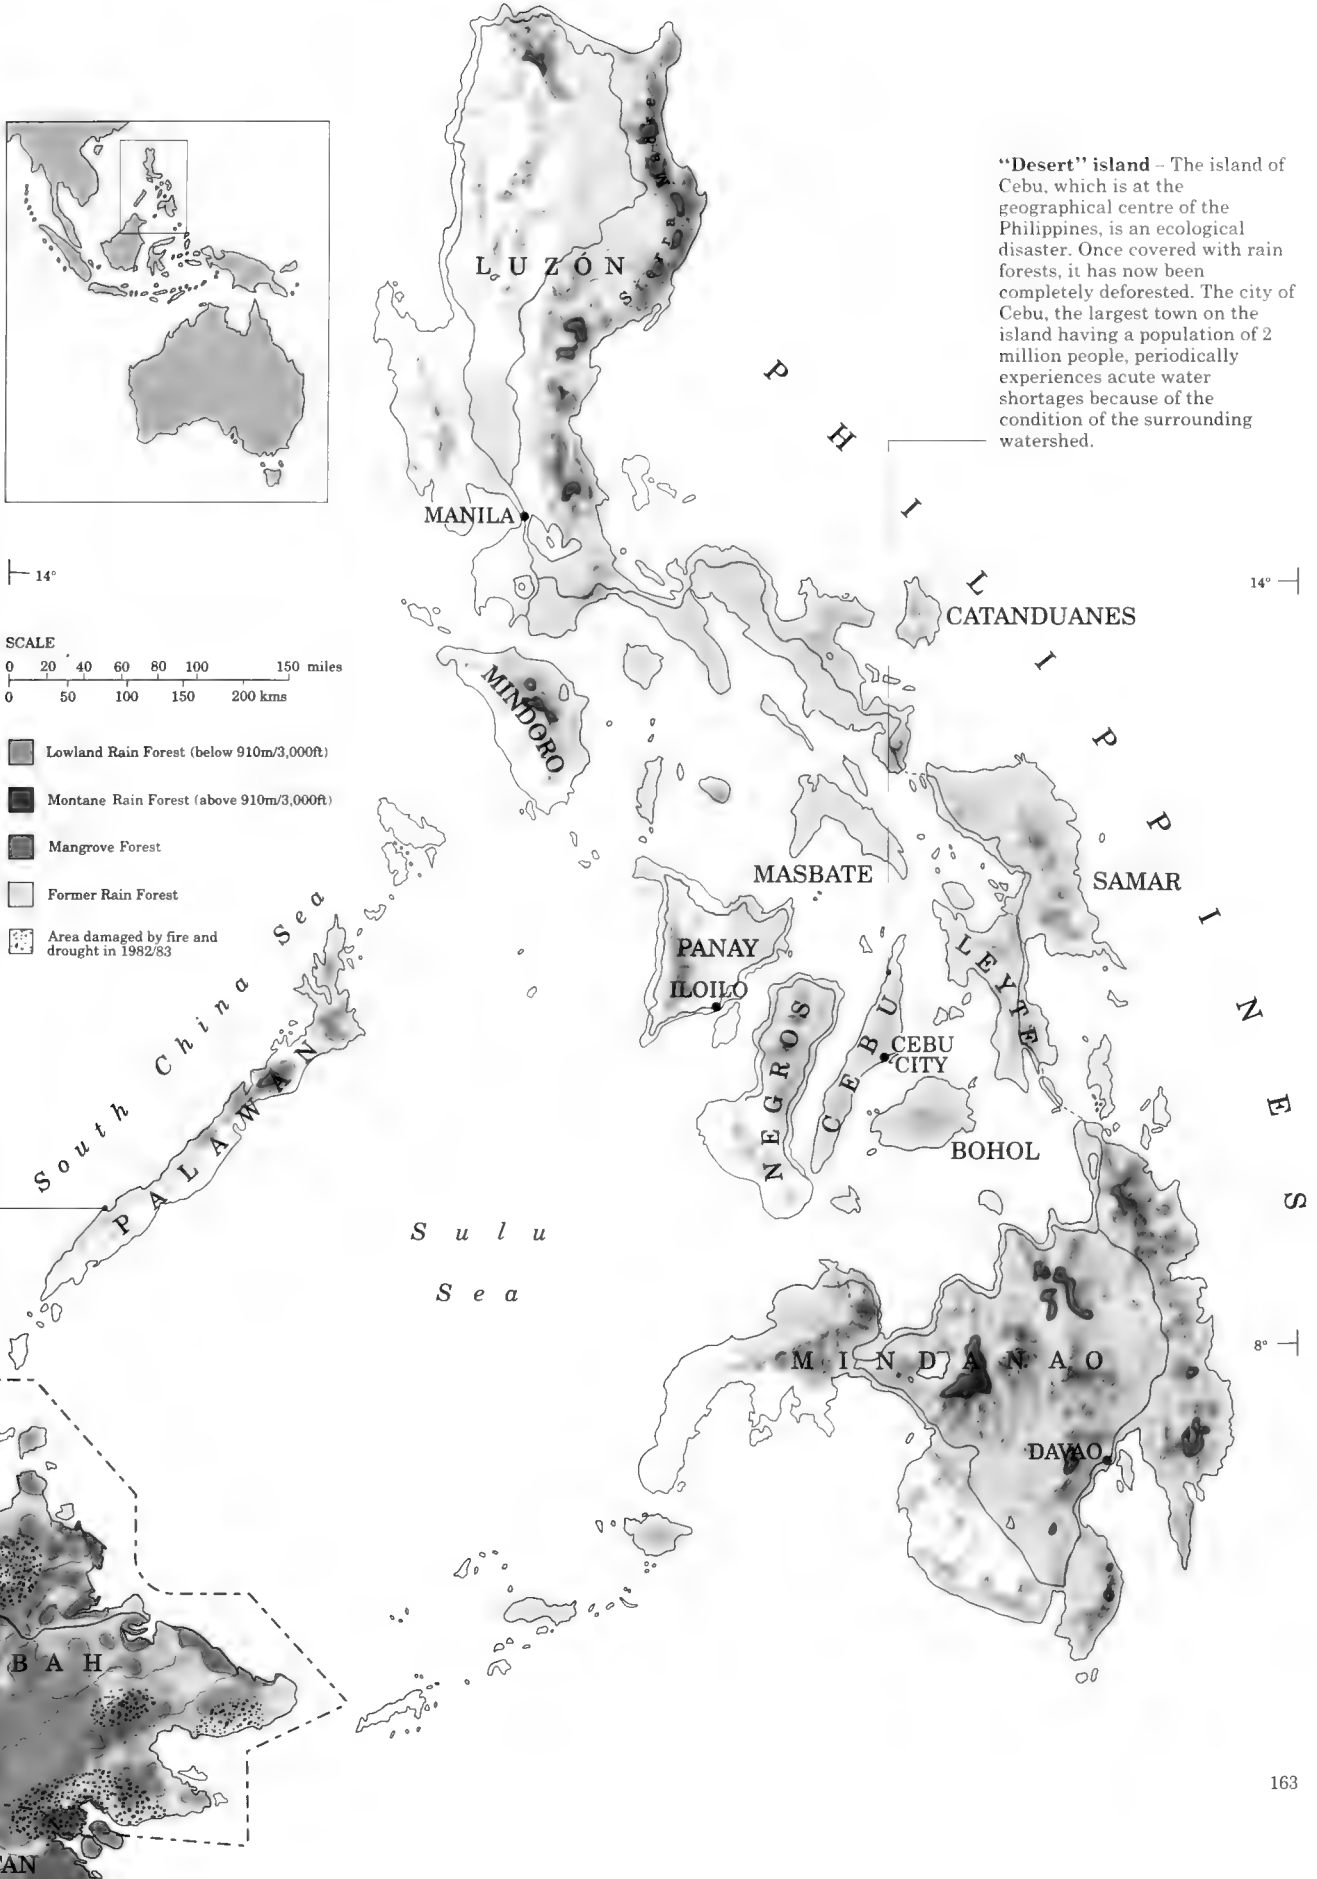 "Desert" island – The island of
Cebu, which is at the
geographical centre of the
Philippines, is an ecological
disaster. Once covered with rain
forests, it has now been
completely deforested. The city of
Cebu, the largest town on the
island having a population of 2
million people, periodically
experiences acute water
shortages because of the
condition of the surrounding
watershed.
Sierra Madre
LUZÓN
PHILIPPINES
MANILA
14°
14°
CATANDUANES
SCALE
0 20 40 60 80 100 150 miles
0 50 100 150 200 kms
Lowland Rain Forest (below 910m/3,000ft)
Montane Rain Forest (above 910m/3,000ft)
Mangrove Forest
Former Rain Forest
Area damaged by fire and
drought in 1982/83
MINDORO
MASBATE
SAMAR
South China Sea
PANAY
ILOILO
LEYTE
NEGROS
CEBU
CEBU
CITY
BOHOL
PALAWAN
Sulu
Sea
8°
MINDANAO
DAVAO
BAH
AN
163